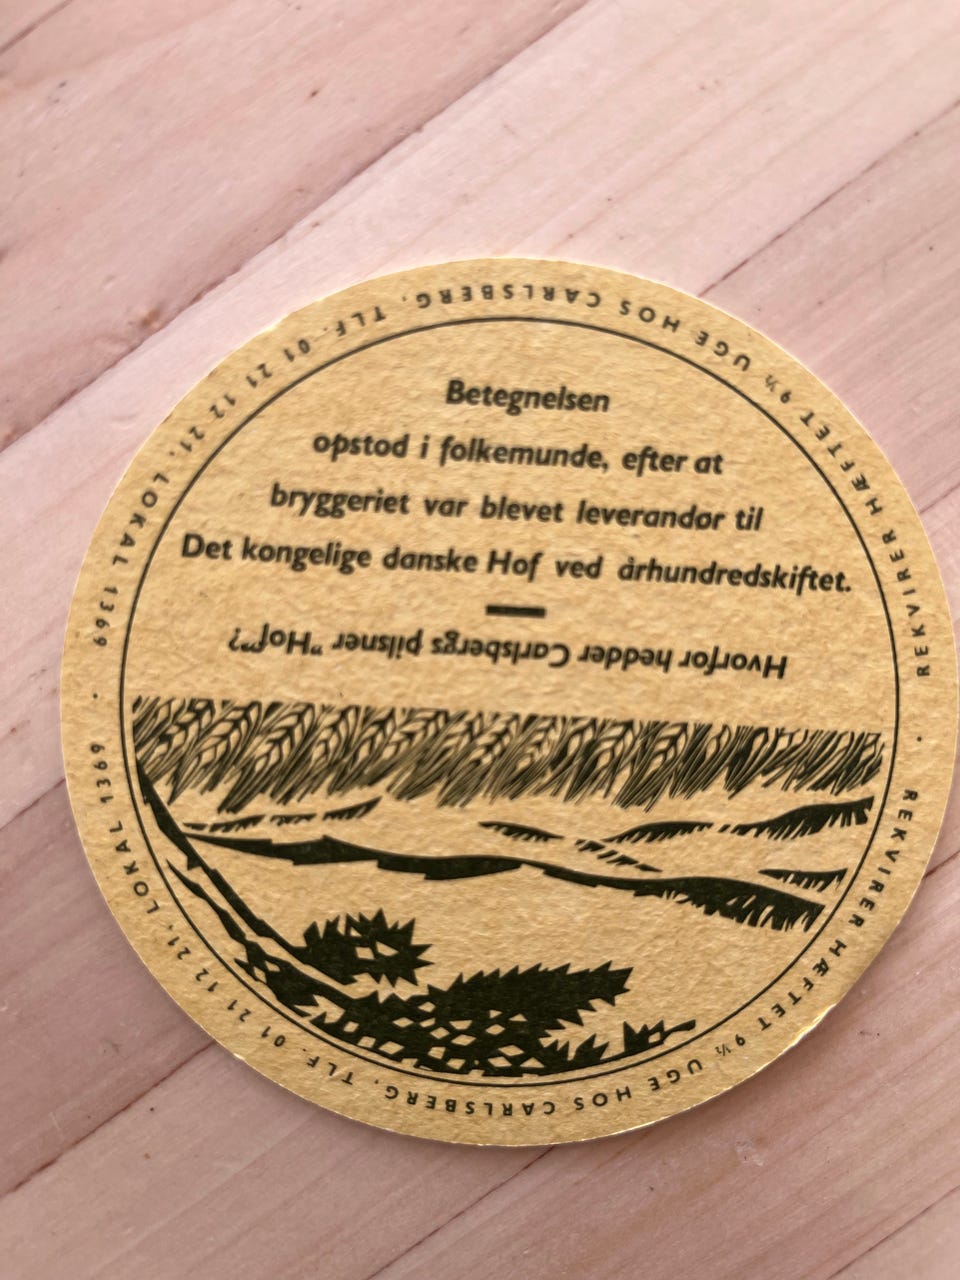 Betegnelsen
opstod i folkemunde, efter at
bryggeriet var blevet leverandør til
Det kongelige danske Hof ved århundredskiftet.
Hvorfor hedder Carlsbergs pilsner "Hof"?
REKVIRER HÆFTET 9½ UGE HOS CARLSBERG, TLF. 01 21 12 21, LOKAL 1369 ·
REKVIRER HÆFTET 9½ UGE HOS CARLSBERG, TLF. 01 21 12 21, LOKAL 1369 ·